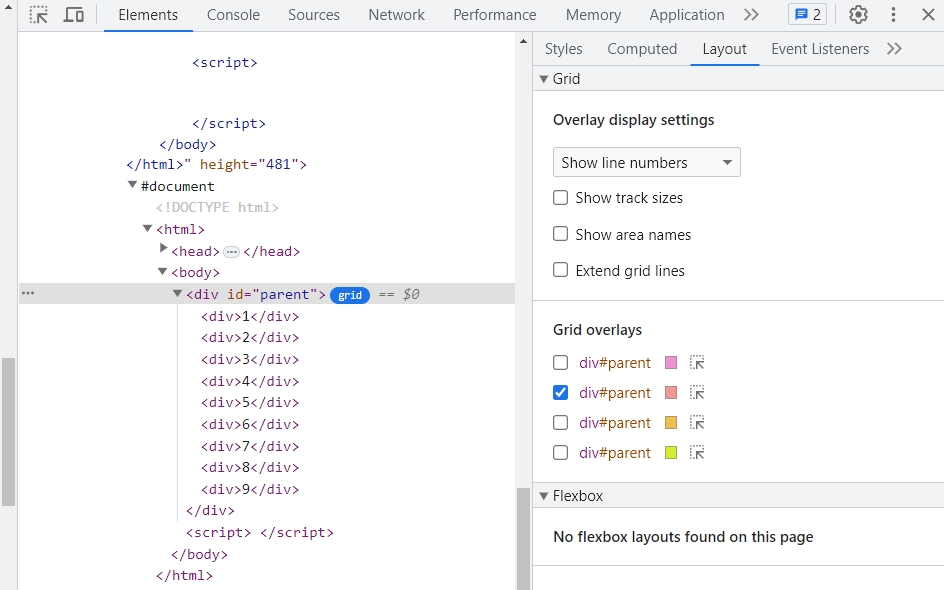 Elements Console Sources Network Performance Memory Application 2
<script>
</script>
</body>
</html>" height="481">
#document
<!DOCTYPE html>
<html>
<head> ··· </head>
<body>
··· <div id="parent"> grid == $0
<div>1</div>
<div>2</div>
<div>3</div>
<div>4</div>
<div>5</div>
<div>6</div>
<div>7</div>
<div>8</div>
<div>9</div>
</div>
<script> </script>
</body>
</html>
Styles Computed Layout Event Listeners
Grid
Overlay display settings
Show line numbers
Show track sizes
Show area names
Extend grid lines
Grid overlays
div#parent
div#parent
div#parent
div#parent
Flexbox
No flexbox layouts found on this page